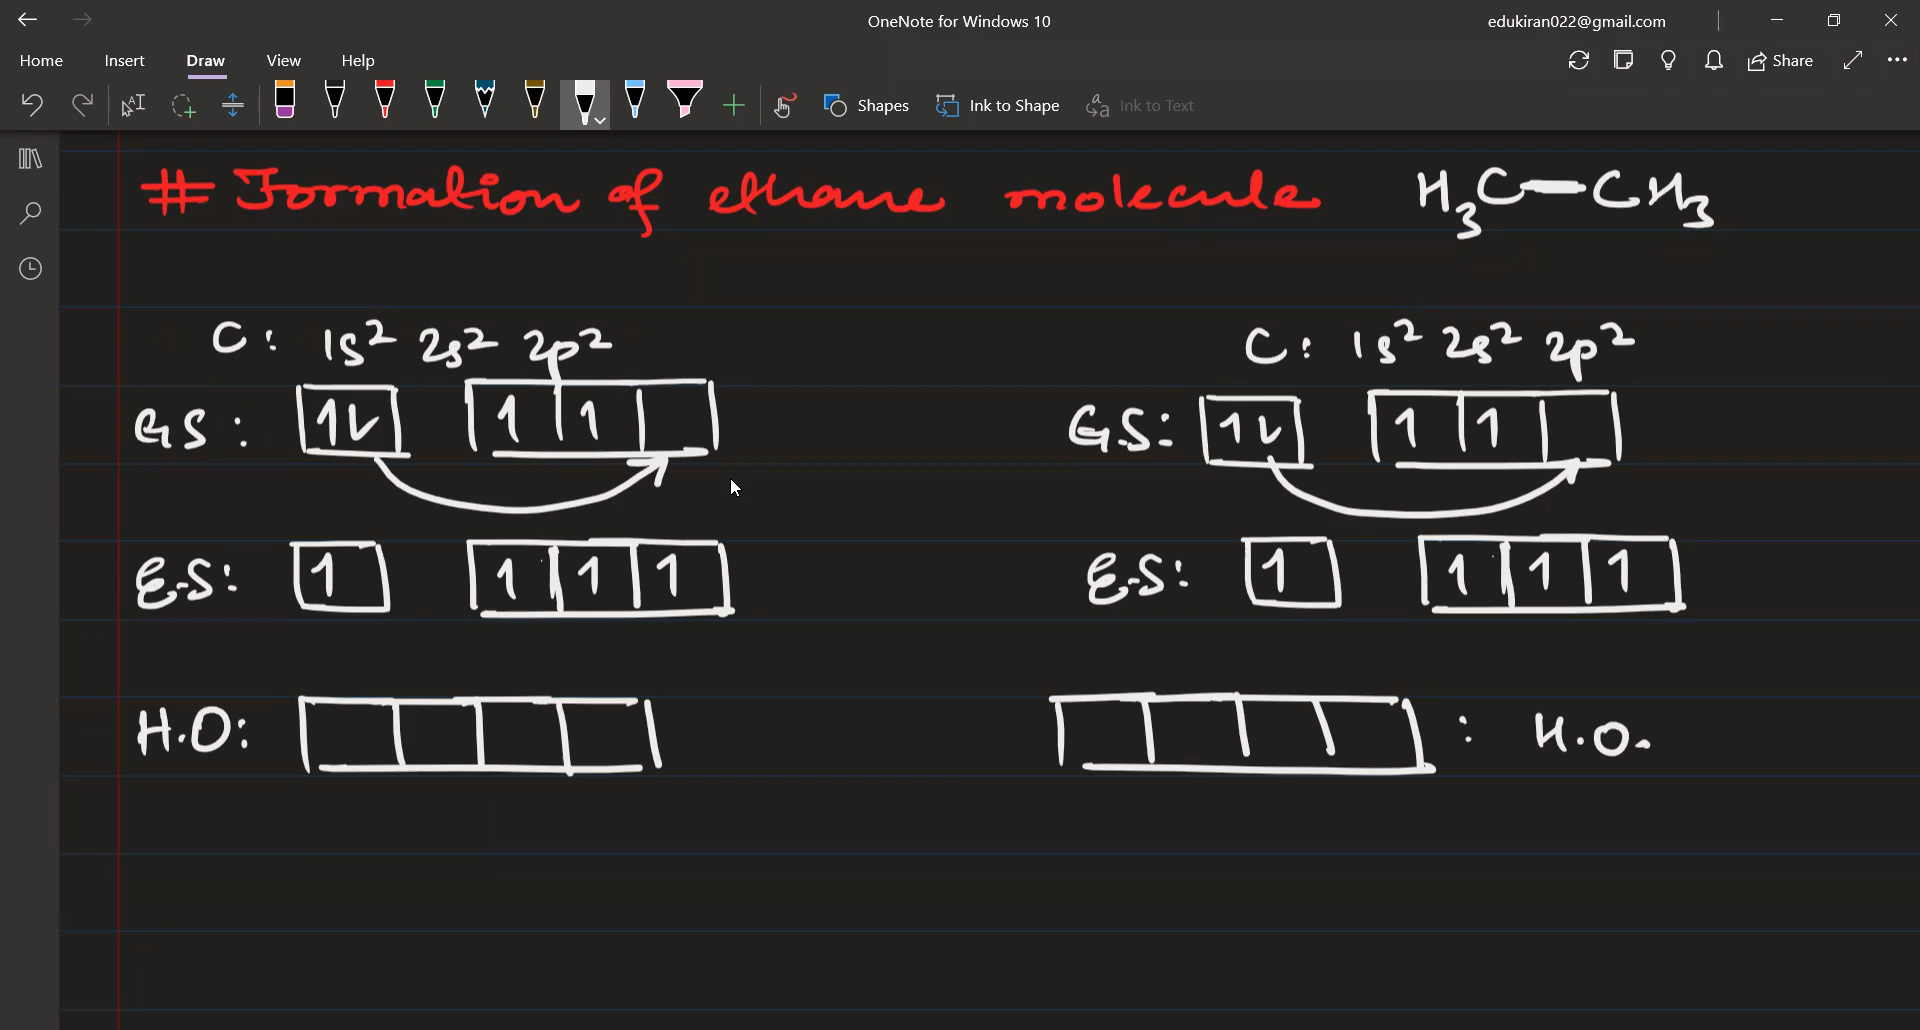 OneNote for Windows 10
edukiran022@gmail.com
Home Insert Draw View Help
Share
Shapes Ink to Shape Ink to Text
# Formation of ethane molecule H3C—CH3
C: 1s² 2s² 2p² C: 1s² 2s² 2p²
GS: 1 1 1 G.S: 1 1 1
E.S: 1 1 1 1 E.S: 1 1 1 1
H.O: : H.O.